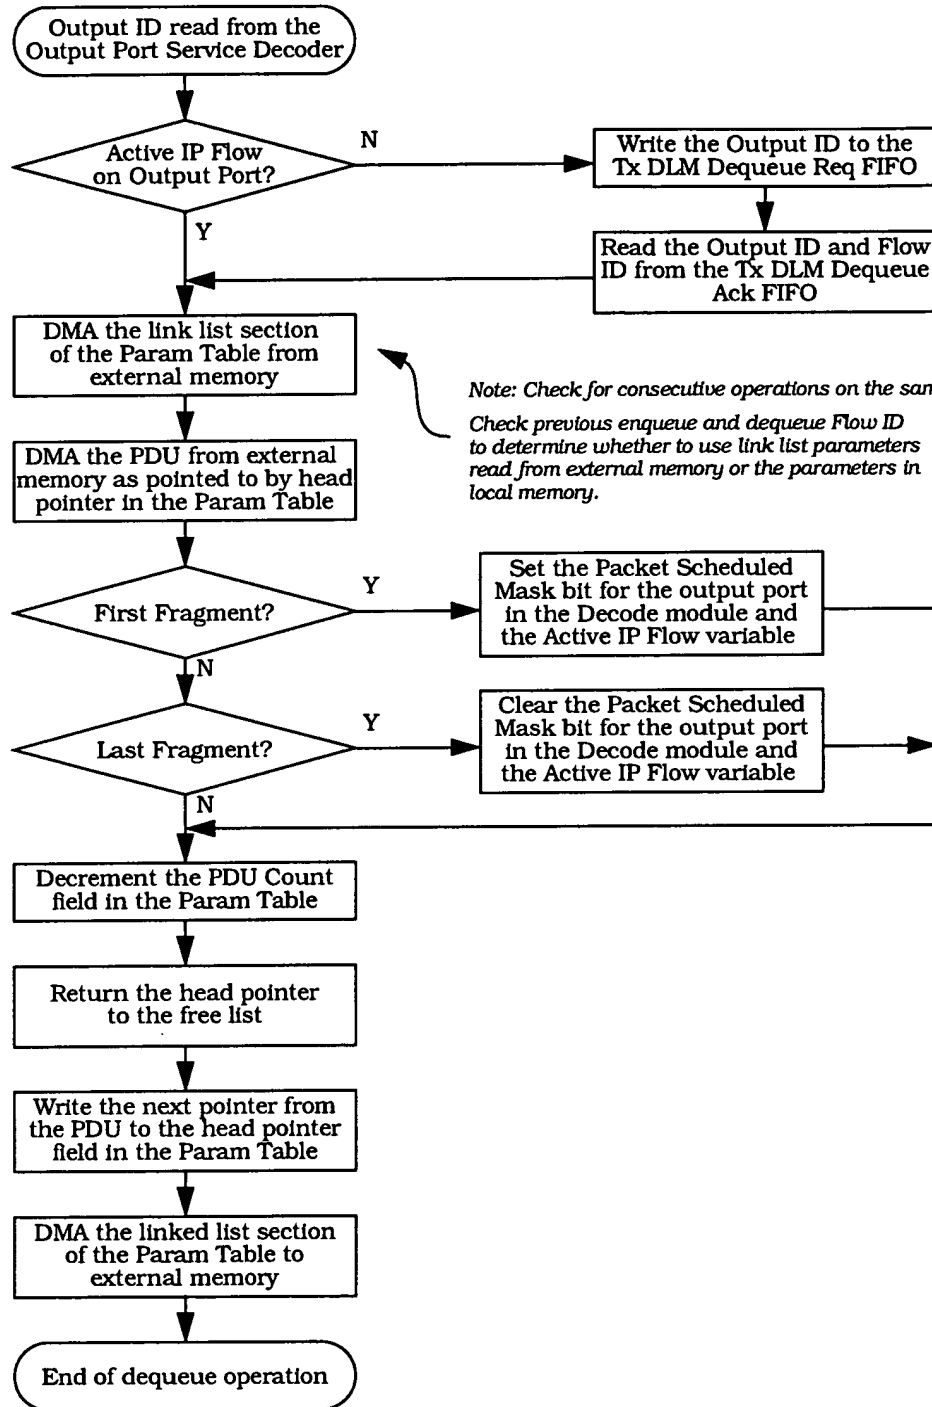 Output ID read from the
Output Port Service Decoder
Active IP Flow
on Output Port?
N
Write the Output ID to the
Tx DLM Dequeue Req FIFO
Y
Read the Output ID and Flow
ID from the Tx DLM Dequeue
Ack FIFO
DMA the link list section
of the Param Table from
external memory
Note: Check for consecutive operations on the
Check previous enqueue and dequeue Flow ID
to determine whether to use link list parameters
read from external memory or the parameters in
local memory.
DMA the PDU from external
memory as pointed to by head
pointer in the Param Table
First Fragment?
Y
Set the Packet Scheduled
Mask bit for the output port
in the Decode module and
the Active IP Flow variable
N
Last Fragment?
Y
Clear the Packet Scheduled
Mask bit for the output port
in the Decode module and
the Active IP Flow variable
N
Decrement the PDU Count
field in the Param Table
Return the head pointer
to the free list
Write the next pointer from
the PDU to the head pointer
field in the Param Table
DMA the linked list section
of the Param Table to
external memory
End of dequeue operation